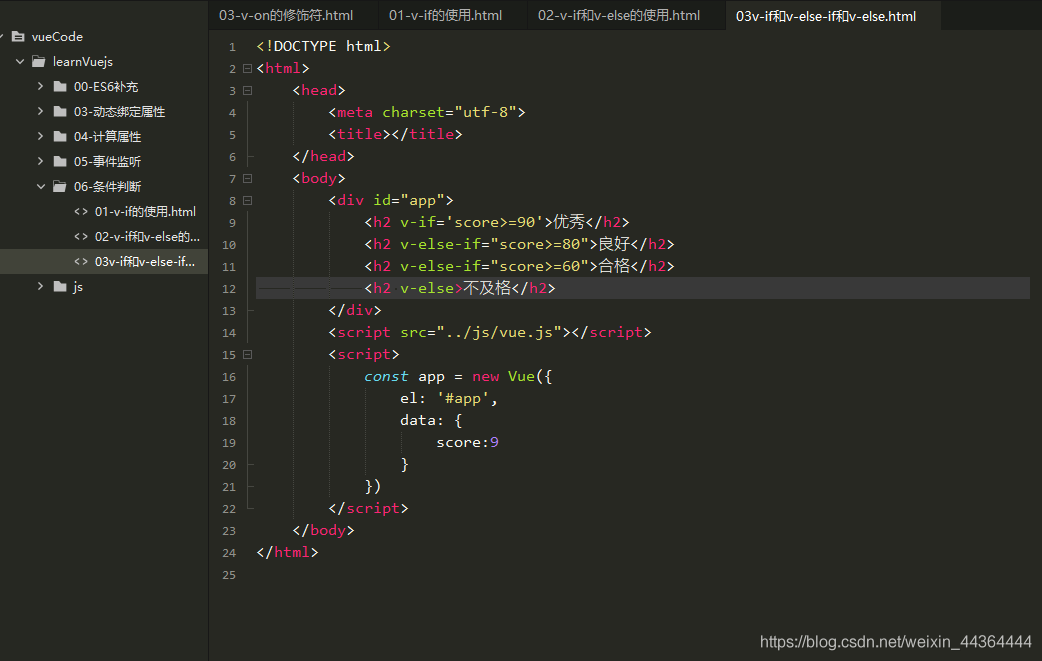 03-v-on的修饰符.html 01-v-if的使用.html 02-v-if和v-else的使用.html 03v-if和v-else-if和v-else.html
vueCode
learnVuejs
00-ES6补充
03-动态绑定属性
04-计算属性
05-事件监听
06-条件判断
01-v-if的使用.html
02-v-if和v-else的...
03v-if和v-else-if...
js
1 <!DOCTYPE html>
2 <html>
3 <head>
4 <meta charset="utf-8">
5 <title></title>
6 </head>
7 <body>
8 <div id="app">
9 <h2 v-if='score>=90'>优秀</h2>
10 <h2 v-else-if="score>=80">良好</h2>
11 <h2 v-else-if="score>=60">合格</h2>
12 <h2 v-else>不及格</h2>
13 </div>
14 <script src="../js/vue.js"></script>
15 <script>
16 const app = new Vue({
17 el: '#app',
18 data: {
19 score:9
20 }
21 })
22 </script>
23 </body>
24 </html>
25
https://blog.csdn.net/weixin_44364444